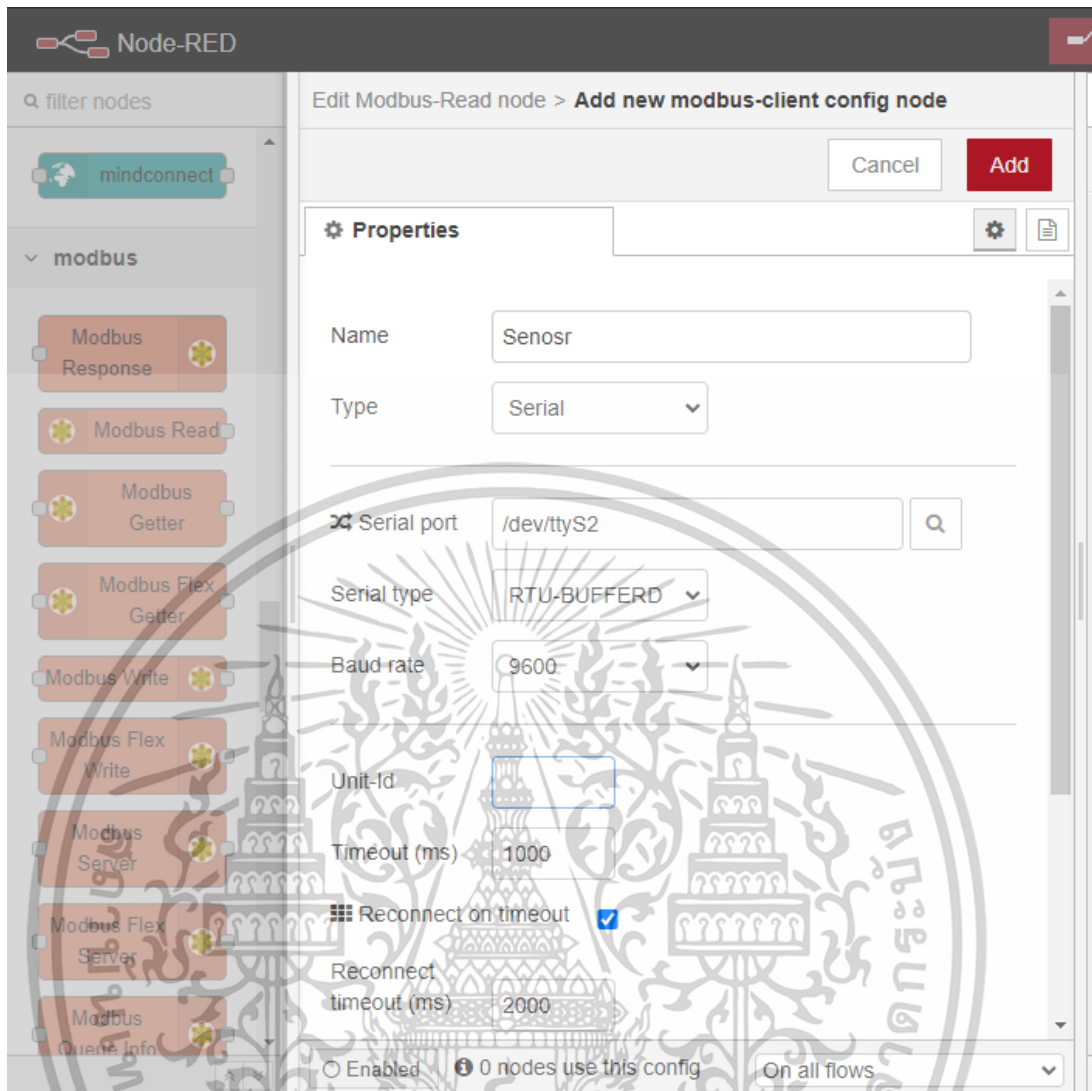 Node-RED
filter nodes
mindconnect
modbus
Modbus
Response
Modbus Read
Modbus
Getter
Modbus Flex
Getter
Modbus Write
Modbus Flex
Write
Modbus
Server
Modbus Flex
Server
Modbus
Queue Info
Edit Modbus-Read node > Add new modbus-client config node
Cancel
Add
Properties
Name
Senosr
Type
Serial
Serial port
/dev/ttyS2
Serial type
RTU-BUFFERD
Baud rate
9600
Unit-Id
Timeout (ms)
1000
Reconnect on timeout
Reconnect
timeout (ms)
2000
Enabled
0 nodes use this config
On all flows